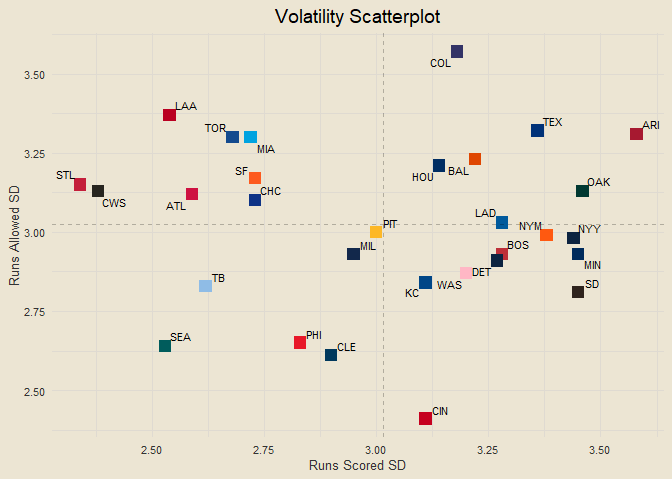 Volatility Scatterplot
3.50
COL
LAA
TOR
TEX
ARI
MIA
3.25
STL
SF
HOU
BAL
CWS
ATL
CHC
OAK
LAD
NYM
NYY
PIT
3.00
MIL
BOS
DET
MIN
TB
KC
WAS
SD
2.75
SEA
PHI
CLE
2.50
CIN
Runs Allowed SD
2.50
2.75
3.00
3.25
3.50
Runs Scored SD